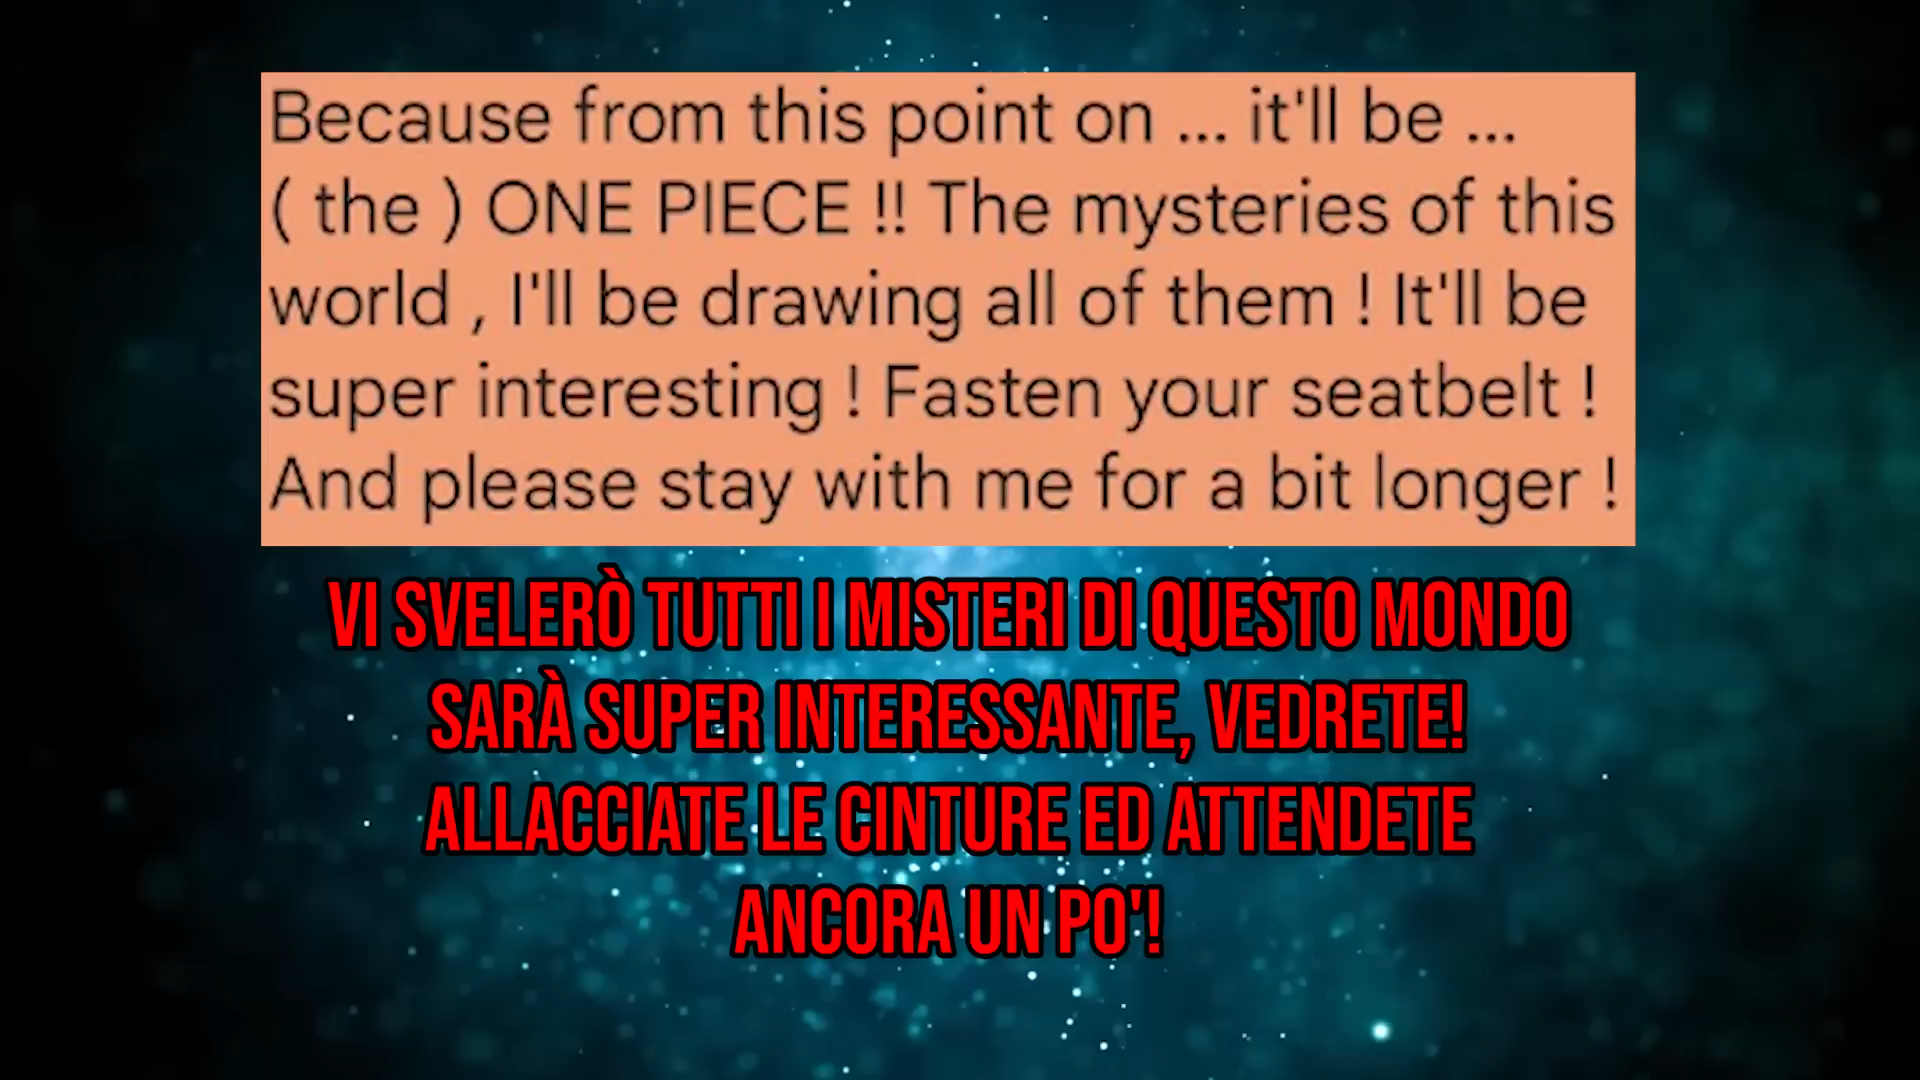 Because from this point on ... it'll be ...
( the ) ONE PIECE !! The mysteries of this
world , I'll be drawing all of them ! It'll be
super interesting ! Fasten your seatbelt !
And please stay with me for a bit longer !
VI SVELERÒ TUTTI I MISTERI DI QUESTO MONDO
SARÀ SUPER INTERESSANTE, VEDRETE!
ALLACCIATE LE CINTURE ED ATTENDETE
ANCORA UN PO'!